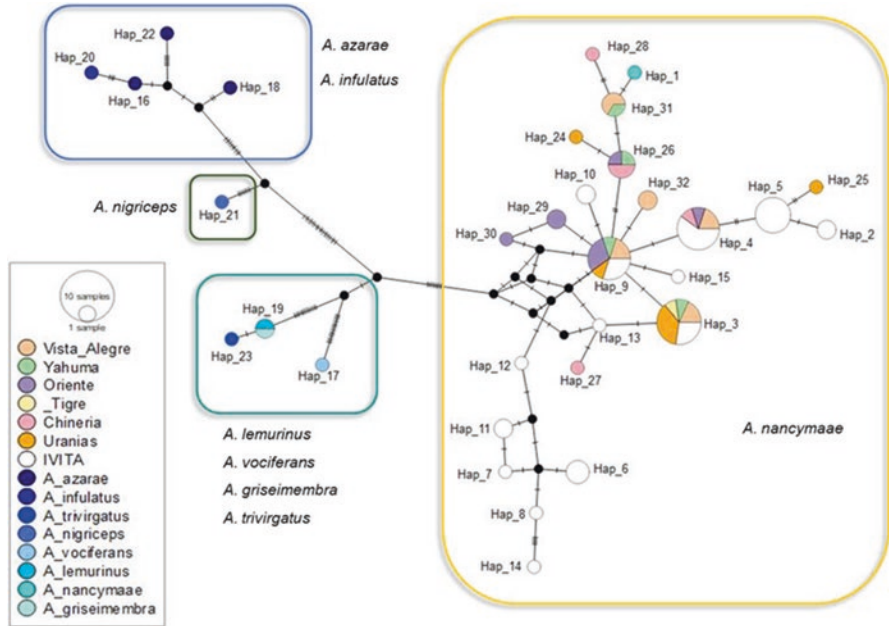 Hap_22
Hap_20
Hap_16
Hap_18
A. azarae
A. infulatus
Hap_21
A. nigriceps
Hap_28
Hap_1
Hap_31
Hap_24
Hap_26
Hap_10
Hap_32
Hap_29
Hap_30
Hap_9
Hap_4
Hap_5
Hap_25
Hap_2
Hap_15
Hap_3
Hap_13
Hap_27
Hap_12
Hap_11
Hap_7
Hap_6
Hap_8
Hap_14
A. nancymaae
Hap_19
Hap_23
Hap_17
A. lemurinus
A. vociferans
A. griseimembra
A. trivirgatus
10 samples
1 sample
Vista_Alegre
Yahuma
Oriente
_Tigre
Chineria
Uranias
IVITA
A_azarae
A_infulatus
A_trivirgatus
A_nigriceps
A_vociferans
A_lemurinus
A_nancymaae
A_griseimembra